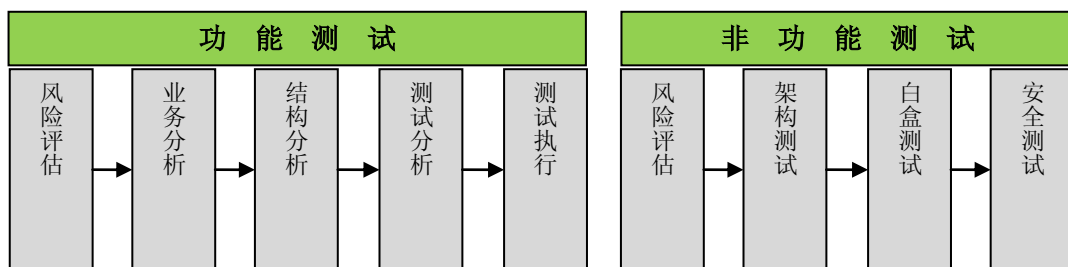 功 能 测 试
风险评估
业务分析
结构分析
测试分析
测试执行
非 功 能 测 试
风险评估
架构测试
白盒测试
安全测试